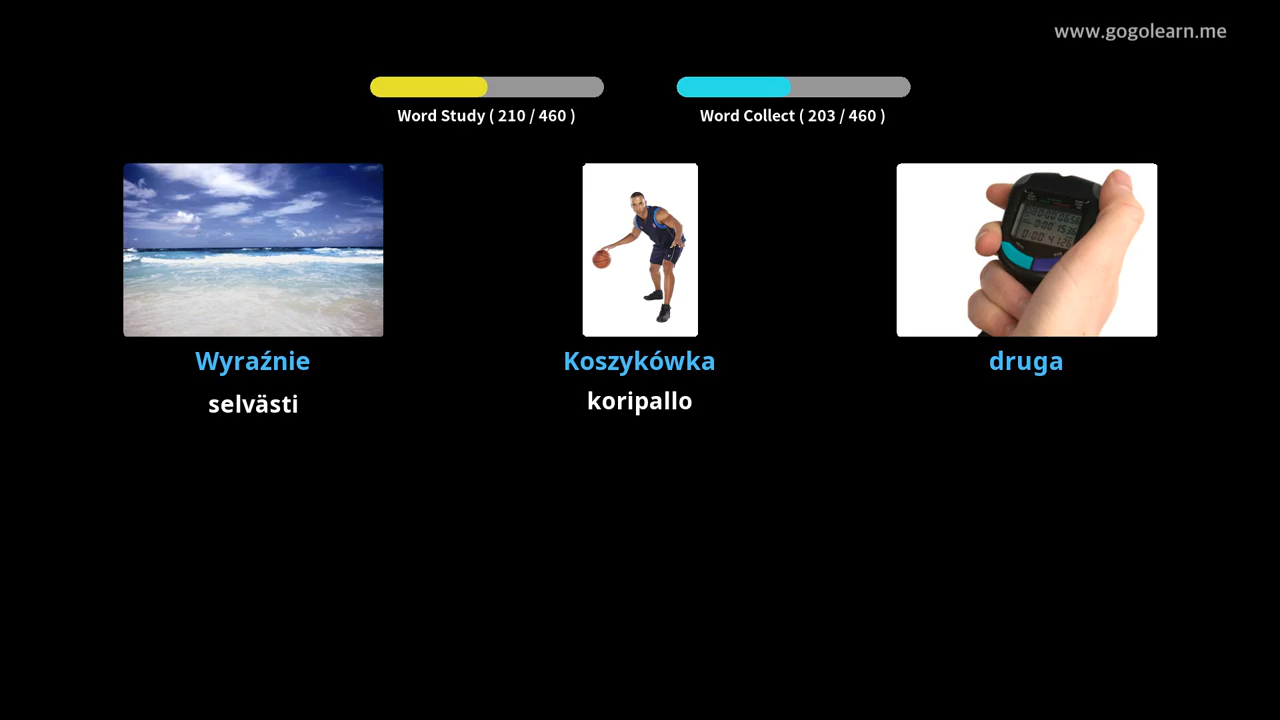 www.gogolearn.me
Word Study ( 210 / 460 )
Word Collect ( 203 / 460 )
Wyraźnie
selvästi
Koszykówka
koripallo
druga